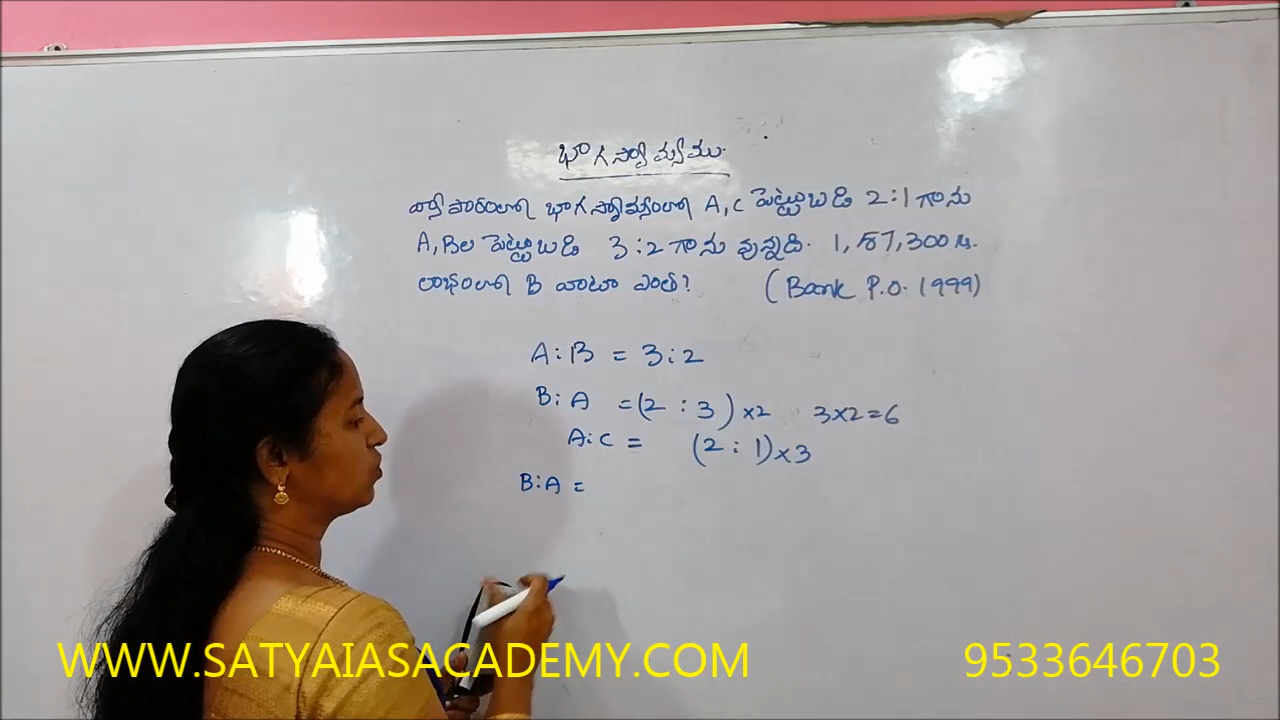 భాగస్వామ్యము.
వ్యాపారంలో భాగస్వామ్యంలో A,C పెట్టుబడి 2:1 గాను
A,Bల పెట్టుబడి 3:2 గాను వున్నది. 1,57,300 రు.
లాభంలో B వాటా ఎంత? (Bank P.O. 1999)
A:B = 3:2
B:A = (2 : 3)×2 3×2=6
A:C = (2 : 1)×3
B:A =
WWW.SATYAIASACADEMY.COM 9533646703